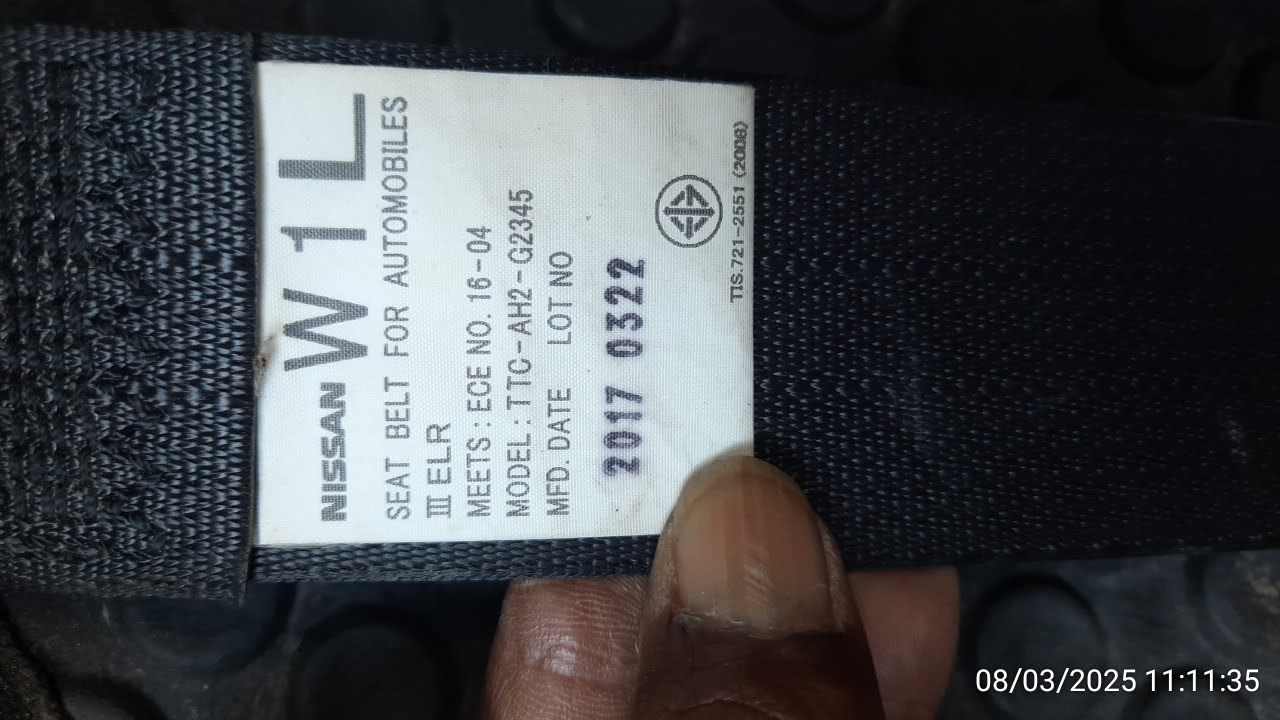 NISSAN W1L
SEAT BELT FOR AUTOMOBILES
III ELR
MEETS : ECE NO. 16-04
MODEL : TTC-AH2-G2345
MFD. DATE LOT NO
2017 0322
TIS.721-2551 (2008)
08/03/2025 11:11:35